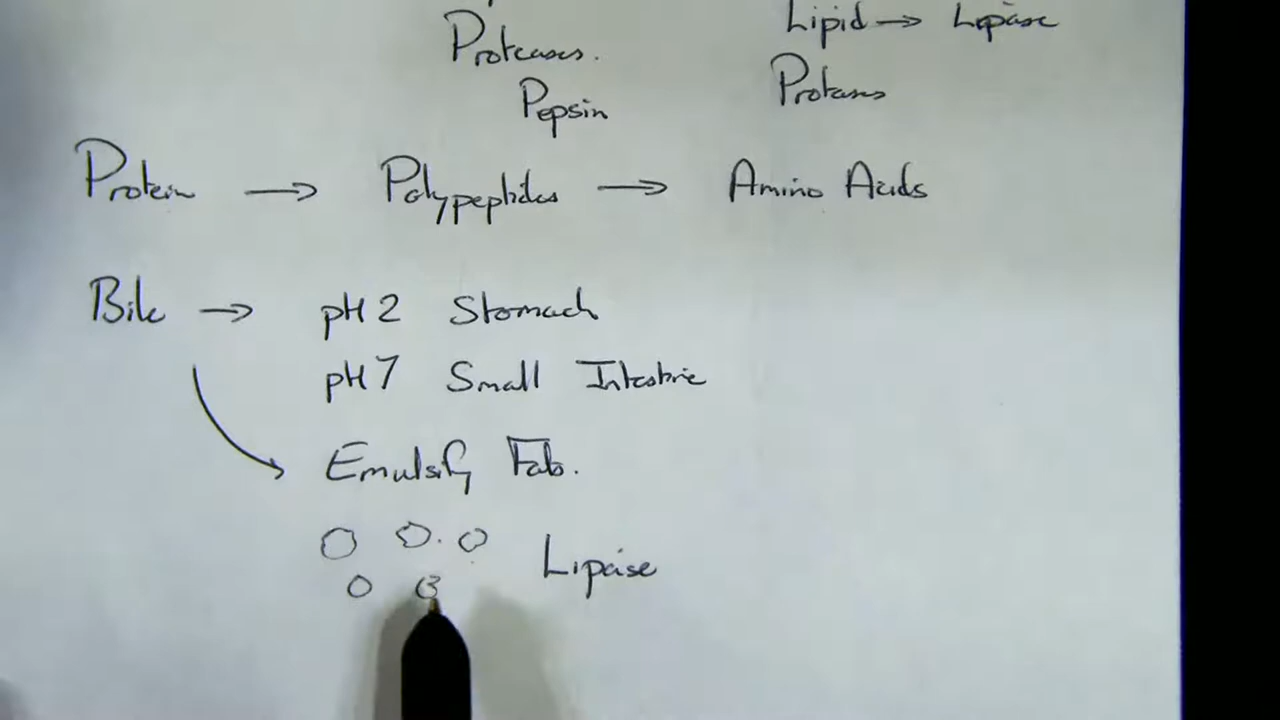 Lipid → Lipase
Proteases.
Proteases
Pepsin
Protein → Polypeptides → Amino Acids
Bile → pH 2 Stomach
pH 7 Small Intestine
Emulsify Fats.
Lipase